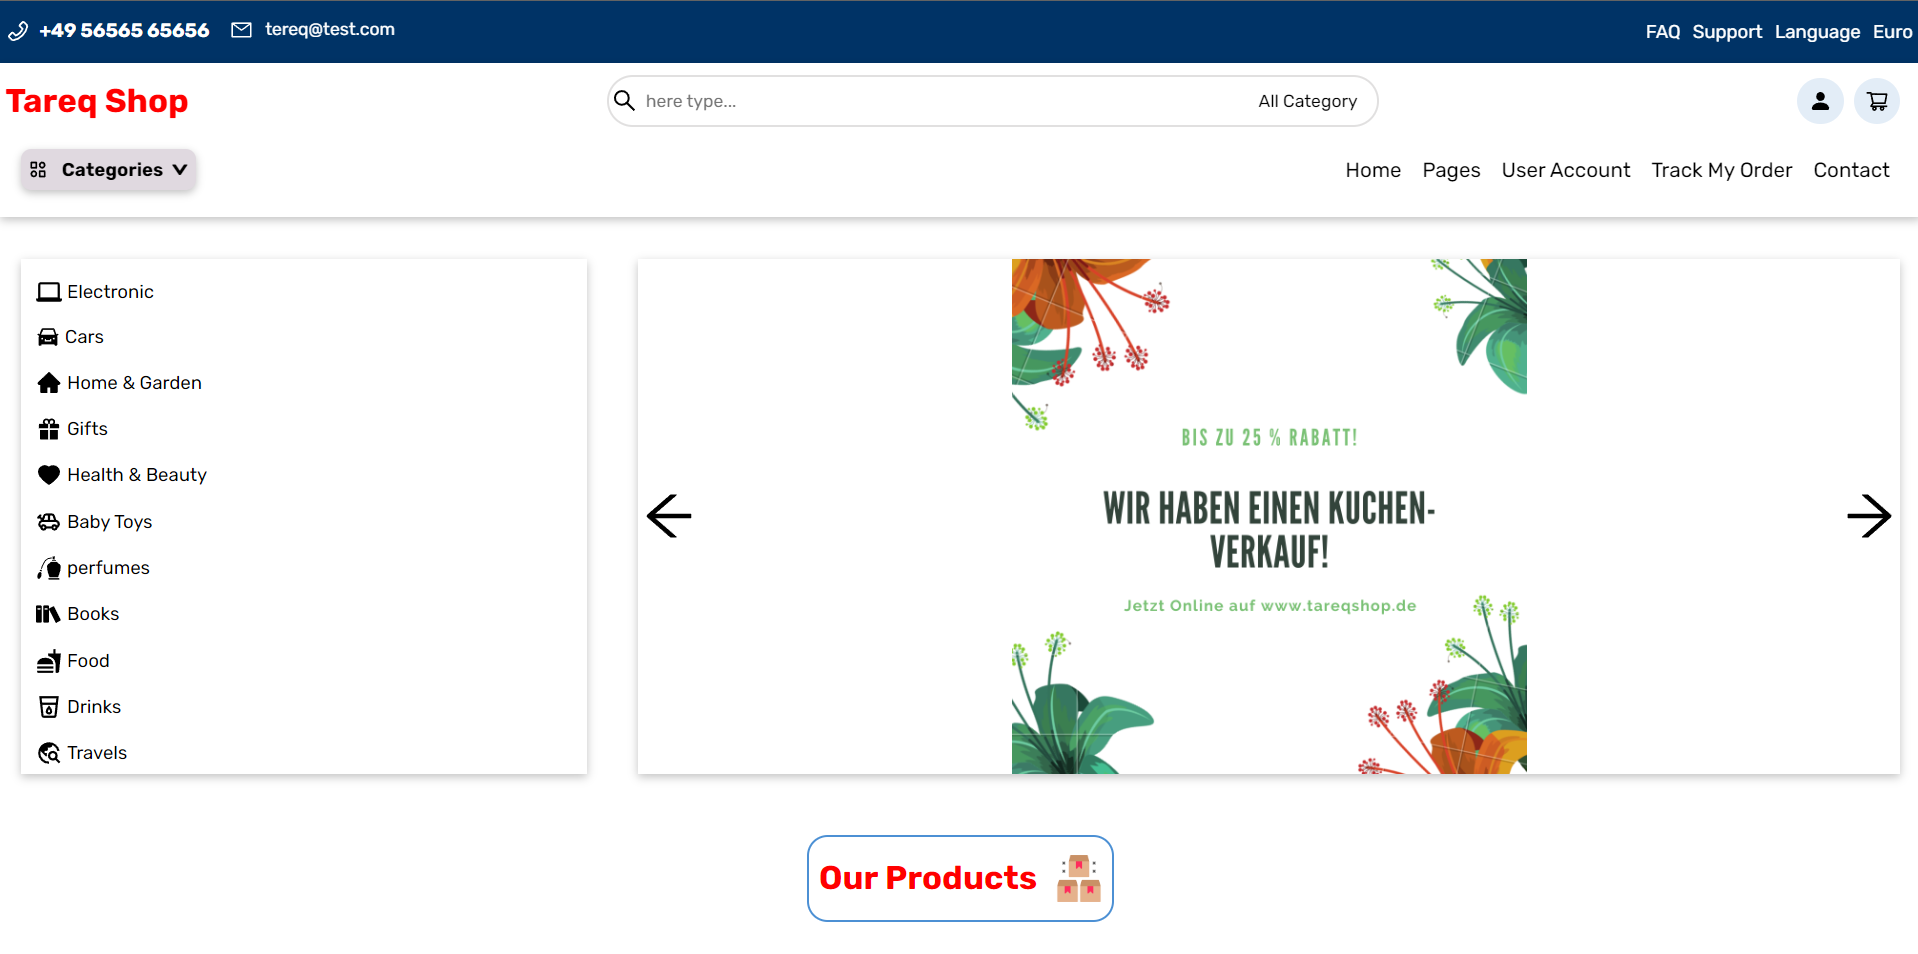 +49 56565 65656 tereq@test.com FAQ Support Language Euro
Tareq Shop here type... All Category
Categories Home Pages User Account Track My Order Contact
Electronic
Cars
Home & Garden
Gifts
Health & Beauty
Baby Toys
perfumes
Books
Food
Drinks
Travels
BIS ZU 25 % RABATT!
WIR HABEN EINEN KUCHEN-
VERKAUF!
Jetzt Online auf www.tareqshop.de
Our Products